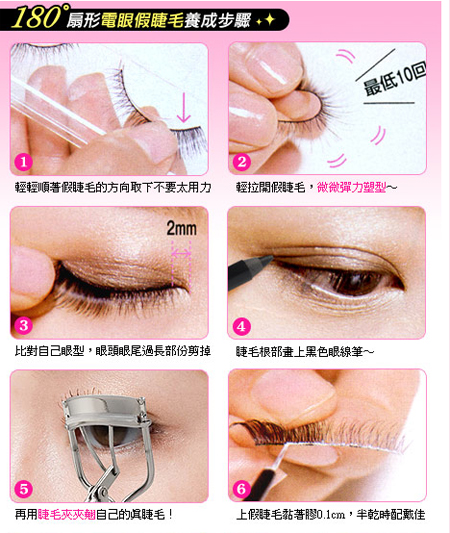 180°扇形電眼假睫毛養成步驟
1
輕輕順著假睫毛的方向取下不要太用力
最低10回
2
輕拉開假睫毛，微微彈力塑型～
2mm
3
比對自己眼型，眼頭眼尾過長部份剪掉
4
睫毛根部畫上黑色眼線筆～
5
再用睫毛夾夾翹自己的真睫毛！
6
上假睫毛黏著膠0.1cm，半乾時配戴佳